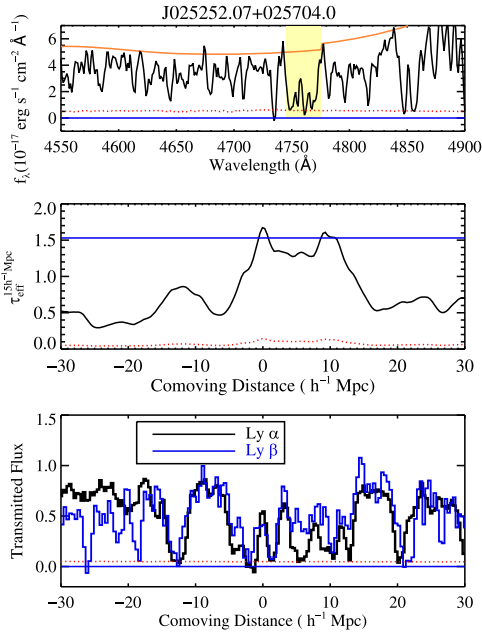 J025252.07+025704.0
f_λ(10^−17 erg s^−1 cm^−2 Å^−1)
6
4
2
0
4550 4600 4650 4700 4750 4800 4850 4900
Wavelength (Å)
τ_eff^15h^−1Mpc
2.0
1.5
1.0
0.5
0.0
−30 −20 −10 0 10 20 30
Comoving Distance ( h^−1 Mpc)
Transmitted Flux
1.5
1.0
0.5
0.0
Ly α
Ly β
−30 −20 −10 0 10 20 30
Comoving Distance ( h^−1 Mpc)